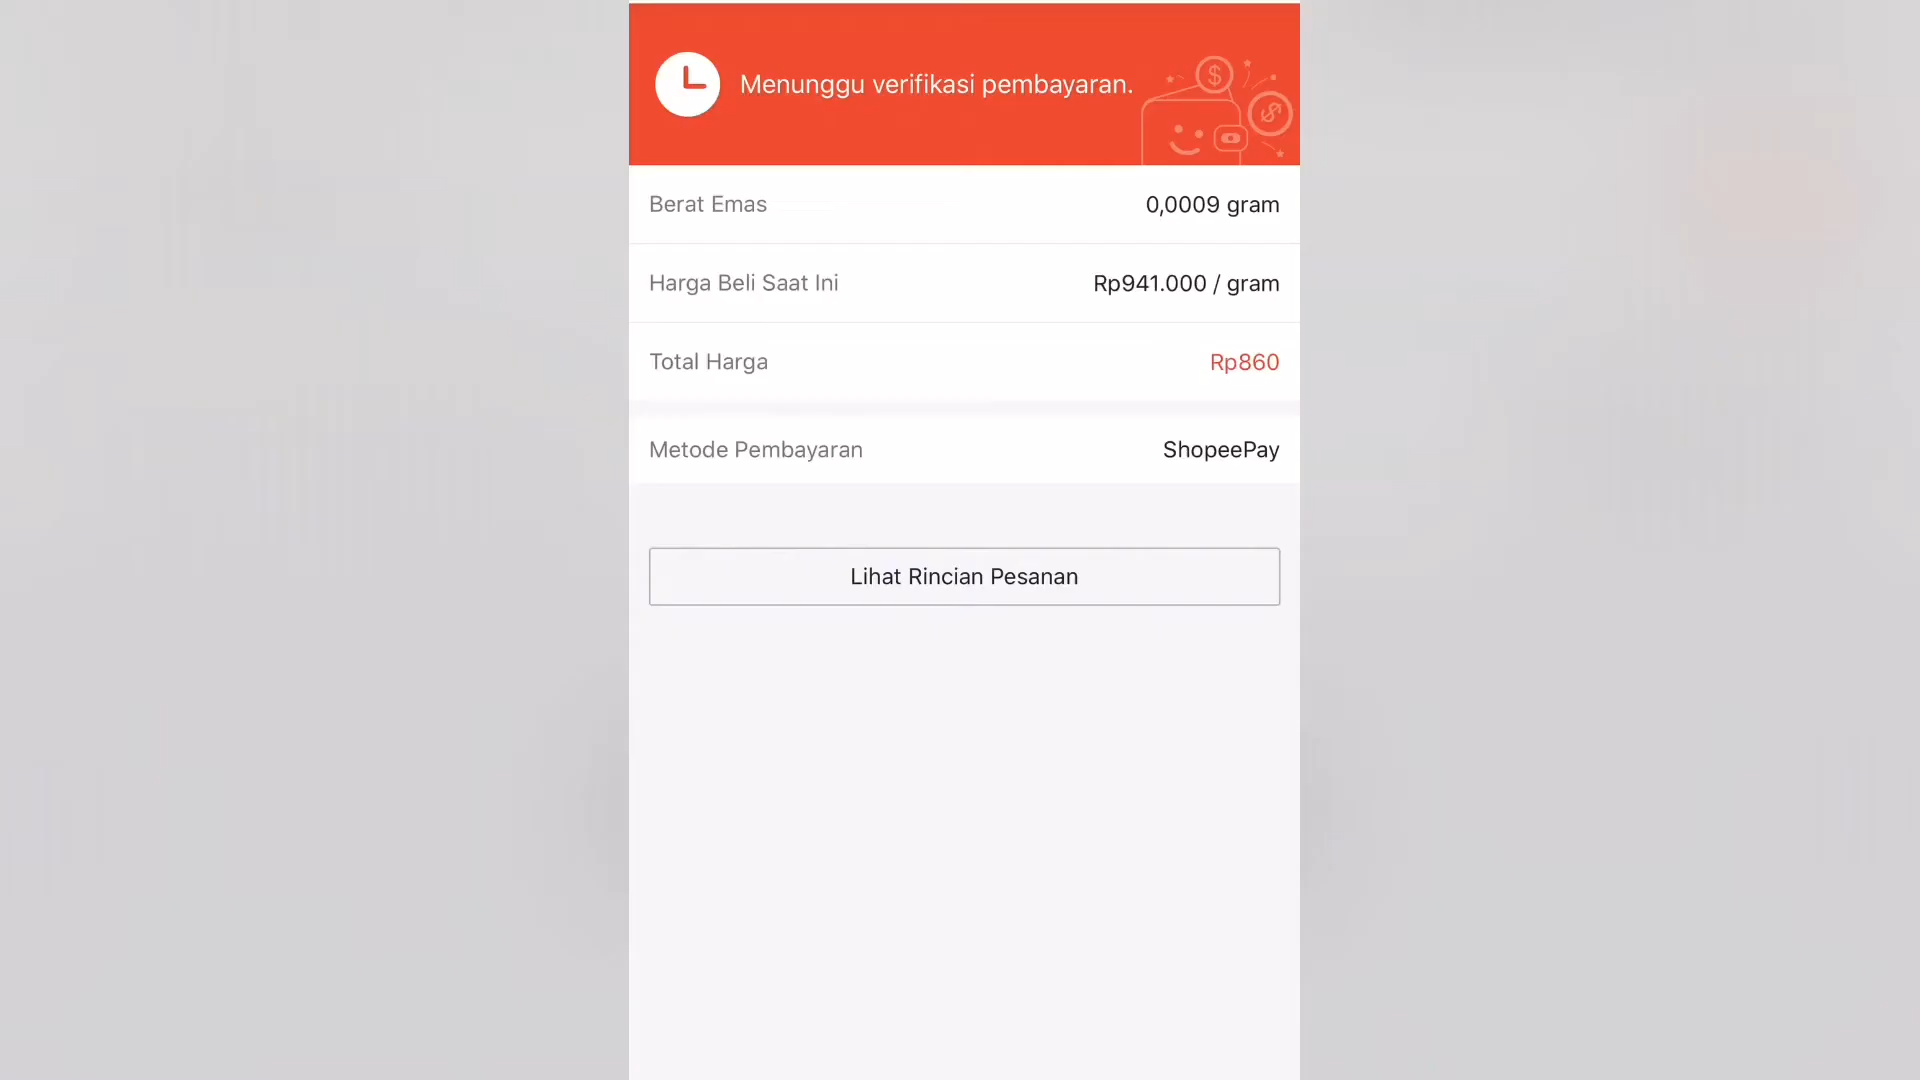 Menunggu verifikasi pembayaran.
Berat Emas 0,0009 gram
Harga Beli Saat Ini Rp941.000 / gram
Total Harga Rp860
Metode Pembayaran ShopeePay
Lihat Rincian Pesanan